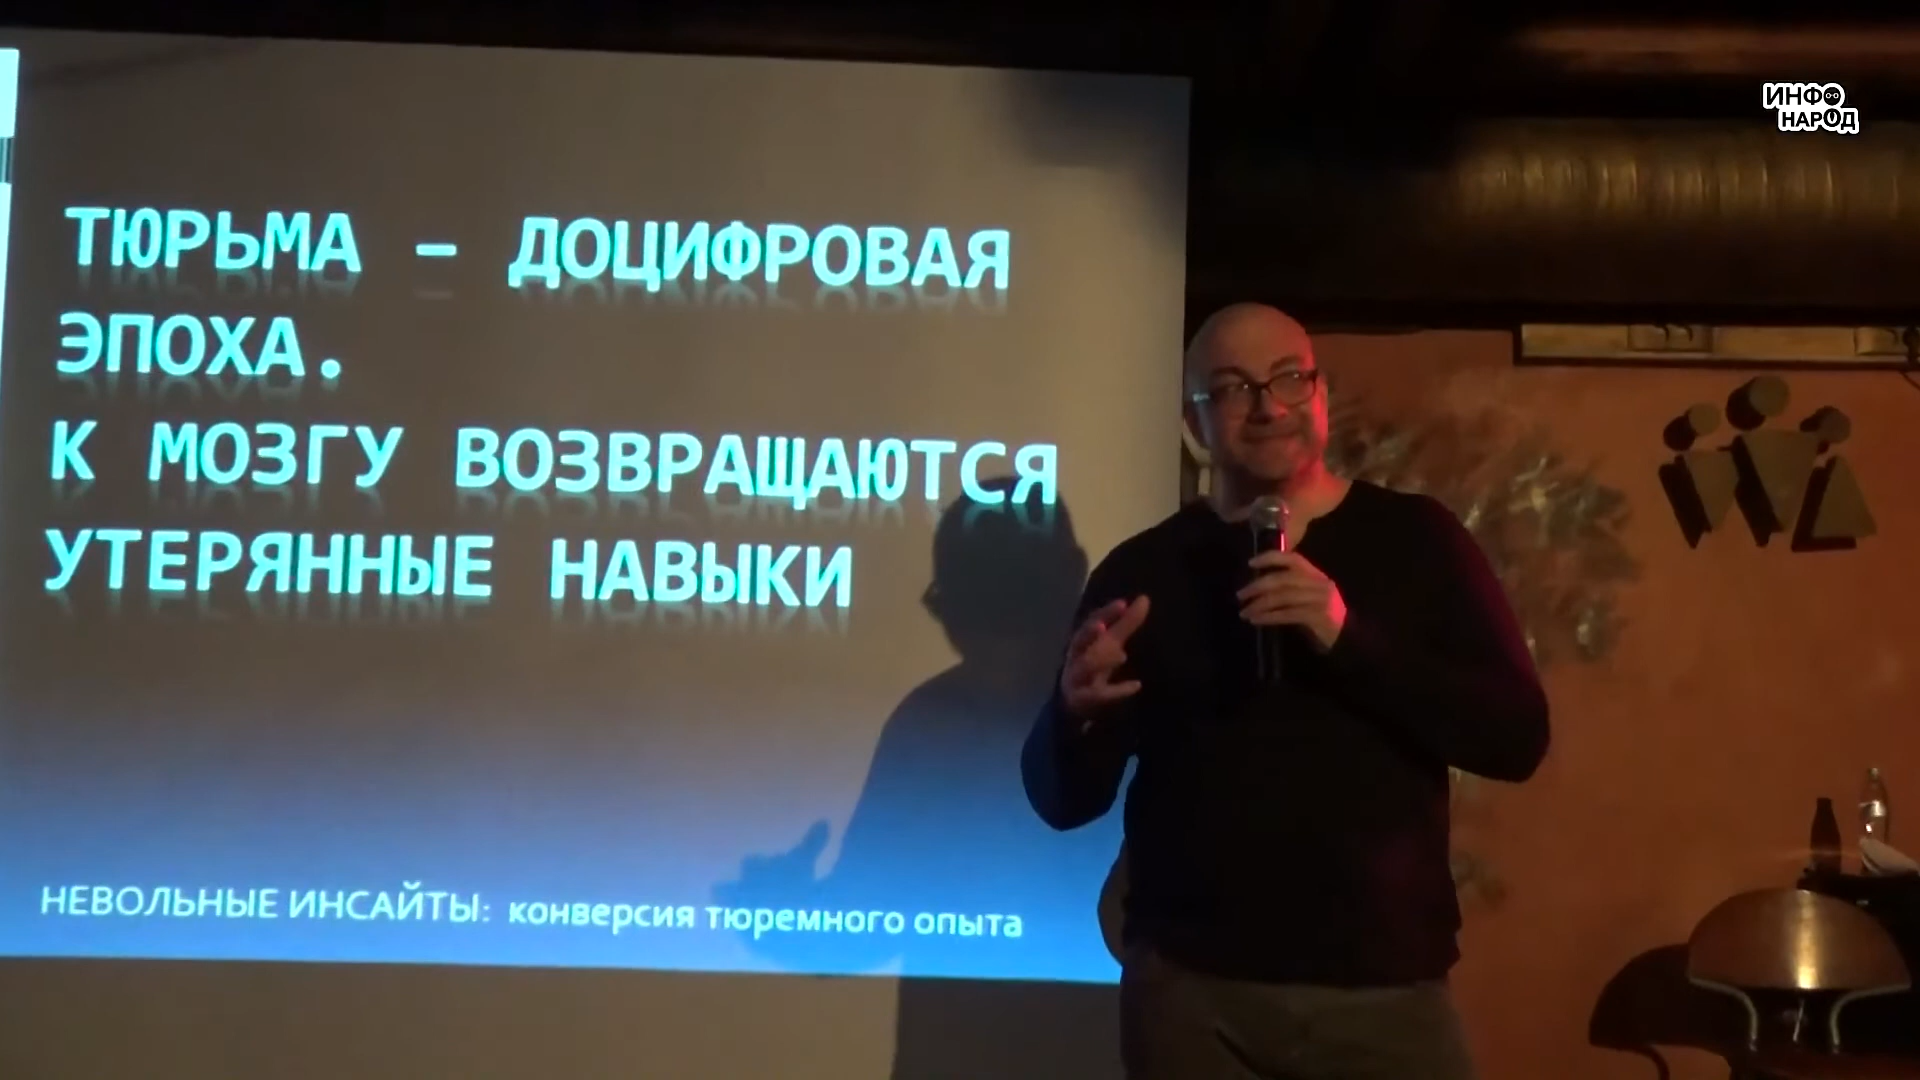 ТЮРЬМА – ДОЦИФРОВАЯ
ЭПОХА.
К МОЗГУ ВОЗВРАЩАЮТСЯ
УТЕРЯННЫЕ НАВЫКИ
НЕВОЛЬНЫЕ ИНСАЙТЫ: конверсия тюремного опыта
ИНФО
НАРОД